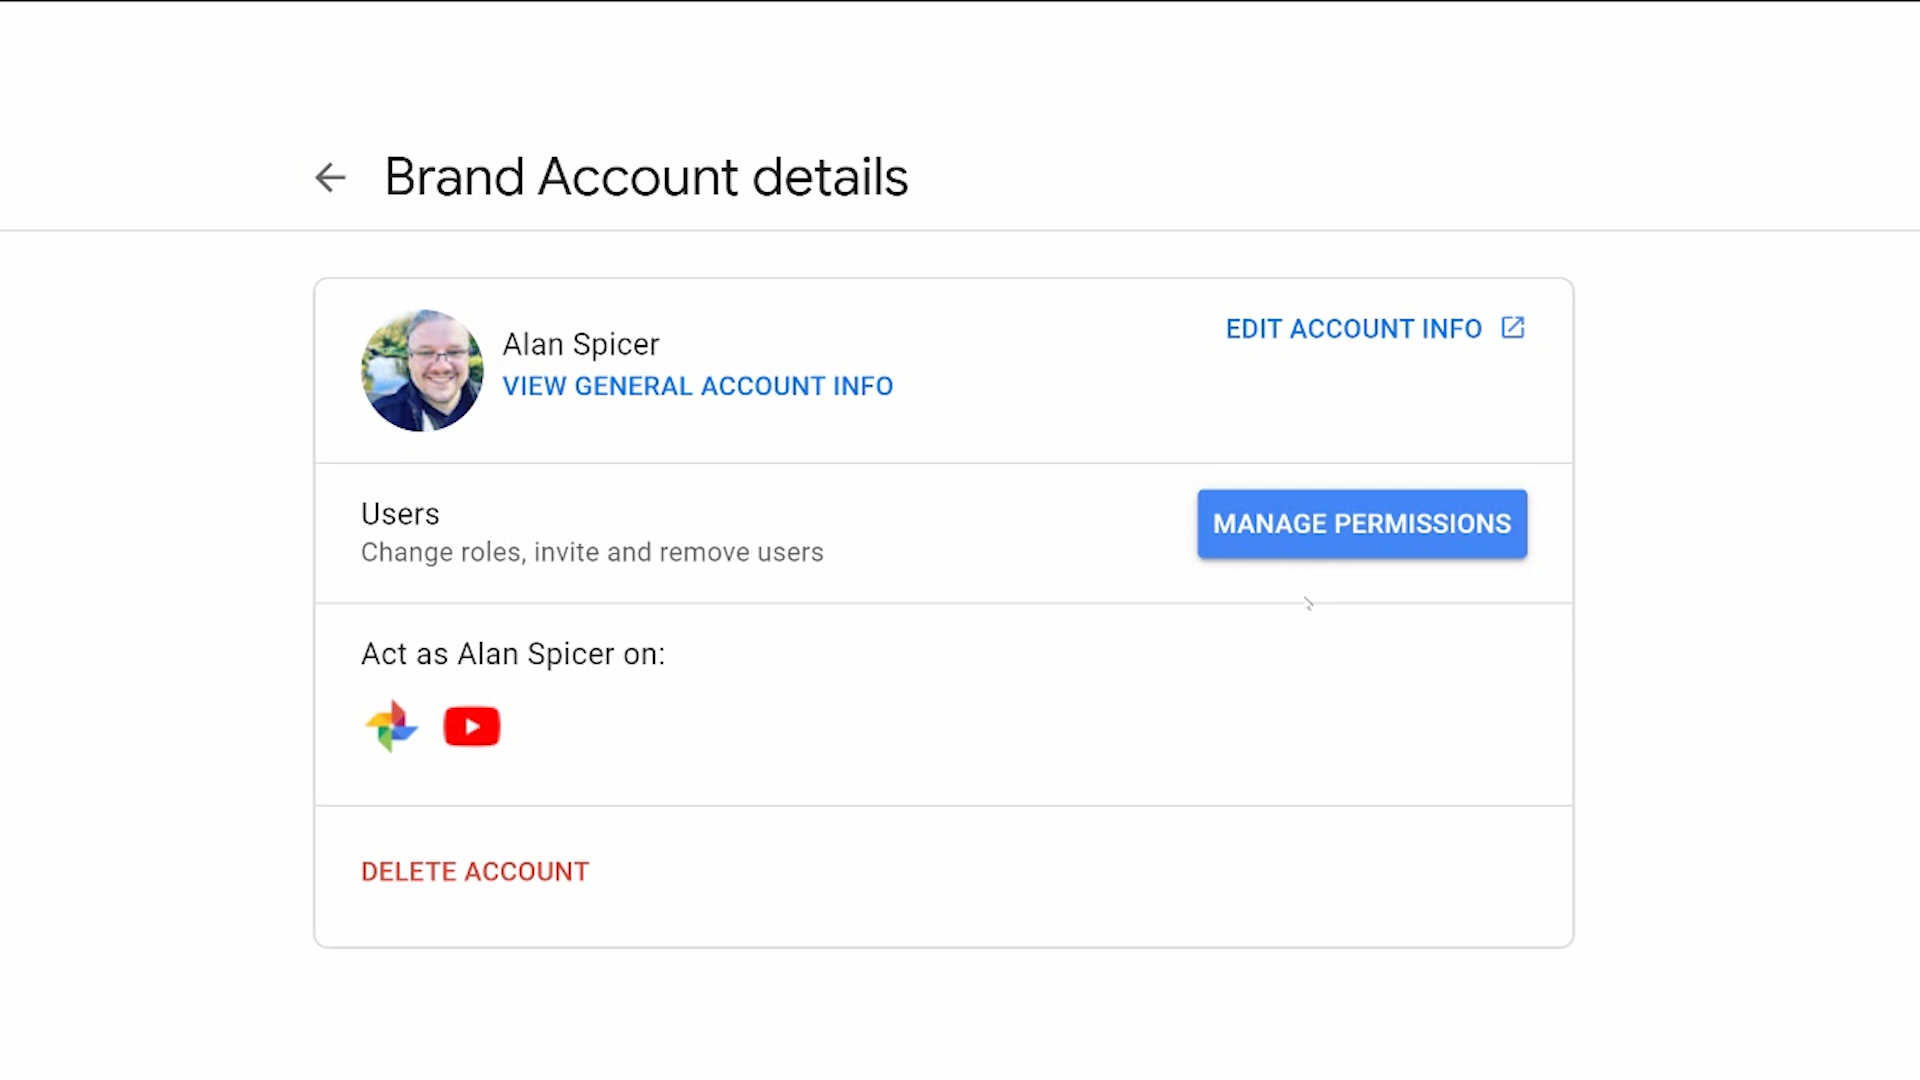 Brand Account details
Alan Spicer
EDIT ACCOUNT INFO
VIEW GENERAL ACCOUNT INFO
Users
MANAGE PERMISSIONS
Change roles, invite and remove users
Act as Alan Spicer on:
DELETE ACCOUNT